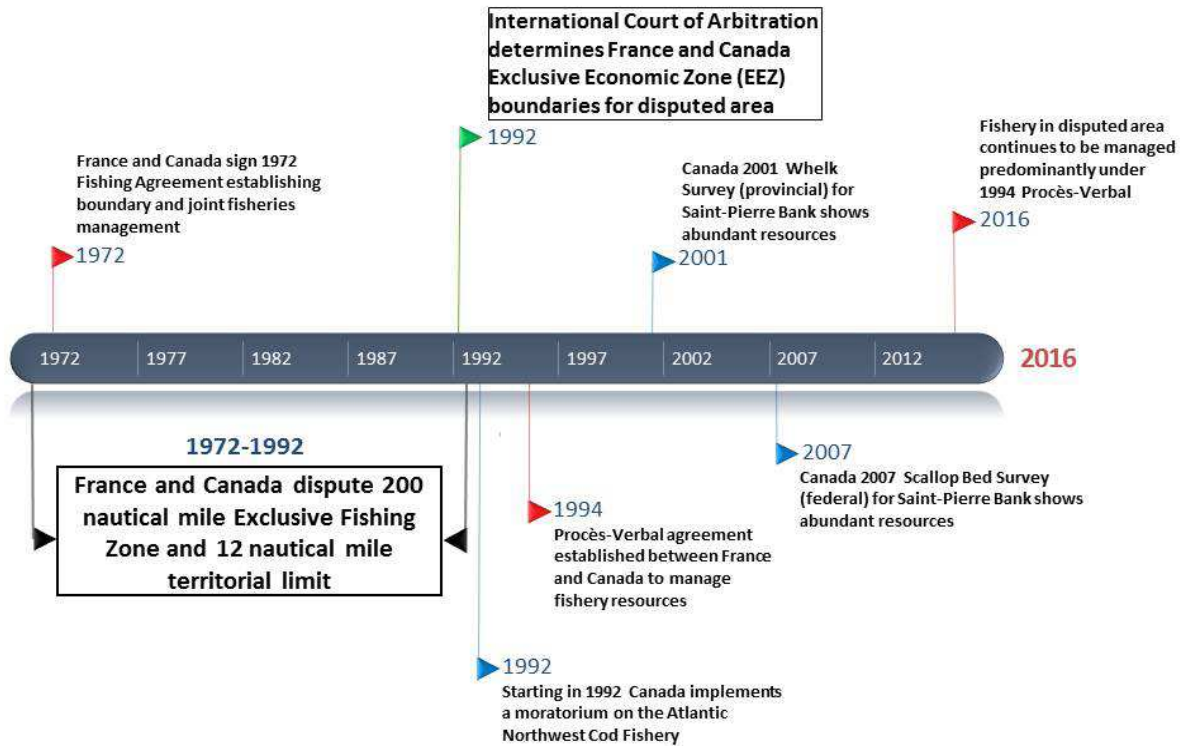 International Court of Arbitration
determines France and Canada
Exclusive Economic Zone (EEZ)
boundaries for disputed area
1992
France and Canada sign 1972
Fishing Agreement establishing
boundary and joint fisheries
management
1972
Canada 2001 Whelk
Survey (provincial) for
Saint-Pierre Bank shows
abundant resources
2001
Fishery in disputed area
continues to be managed
predominantly under
1994 Procès-Verbal
2016
1972 1977 1982 1987 1992 1997 2002 2007 2012 2016
1972-1992
France and Canada dispute 200
nautical mile Exclusive Fishing
Zone and 12 nautical mile
territorial limit
1994
Procès-Verbal agreement
established between France
and Canada to manage
fishery resources
2007
Canada 2007 Scallop Bed Survey
(federal) for Saint-Pierre Bank shows
abundant resources
1992
Starting in 1992 Canada implements
a moratorium on the Atlantic
Northwest Cod Fishery